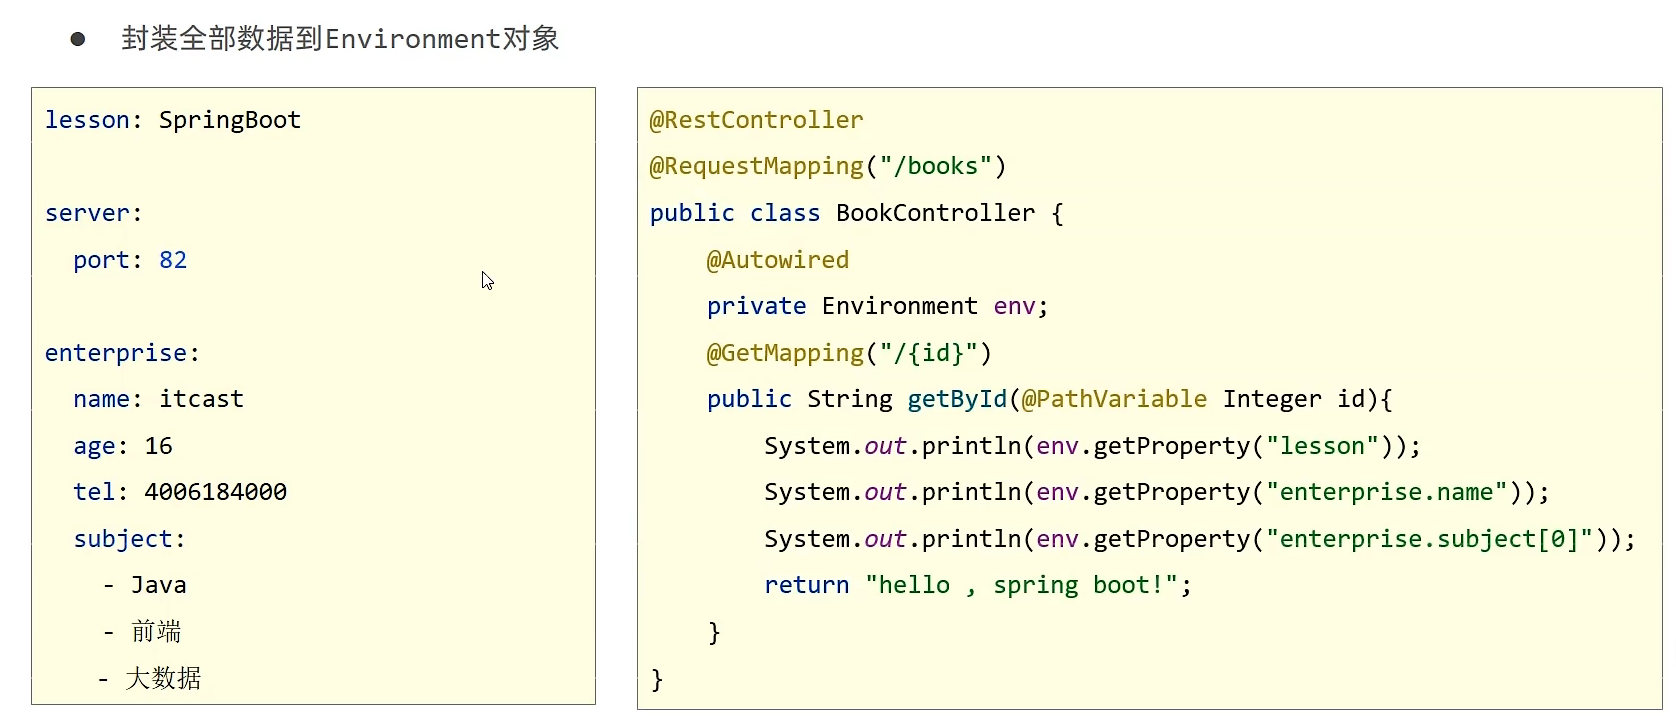 ● 封装全部数据到Environment对象
lesson: SpringBoot
server:
  port: 82
enterprise:
  name: itcast
  age: 16
  tel: 4006184000
  subject:
    - Java
    - 前端
    - 大数据
@RestController
@RequestMapping("/books")
public class BookController {
    @Autowired
    private Environment env;
    @GetMapping("/{id}")
    public String getById(@PathVariable Integer id){
        System.out.println(env.getProperty("lesson"));
        System.out.println(env.getProperty("enterprise.name"));
        System.out.println(env.getProperty("enterprise.subject[0]"));
        return "hello , spring boot!";
    }
}